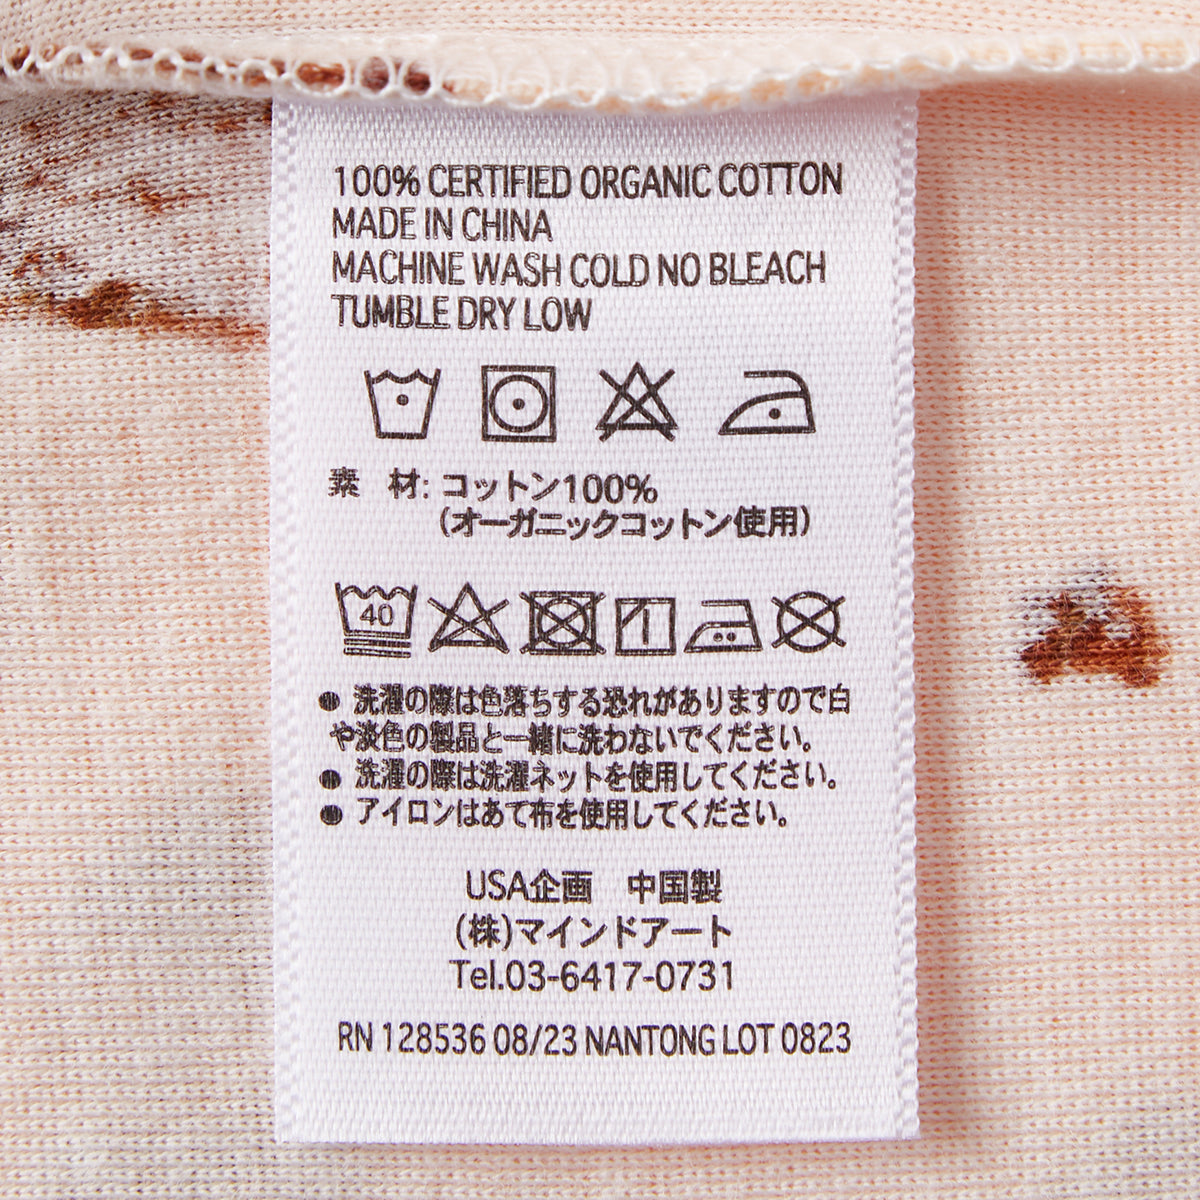 100% CERTIFIED ORGANIC COTTON
MADE IN CHINA
MACHINE WASH COLD NO BLEACH
TUMBLE DRY LOW
素 材: コットン100%
(オーガニックコットン使用)
40
● 洗濯の際は色落ちする恐れがありますので白
や淡色の製品と一緒に洗わないでください。
● 洗濯の際は洗濯ネットを使用してください。
● アイロンはあて布を使用してください。
USA企画 中国製
(株)マインドアート
Tel.03-6417-0731
RN 128536 08/23 NANTONG LOT 0823